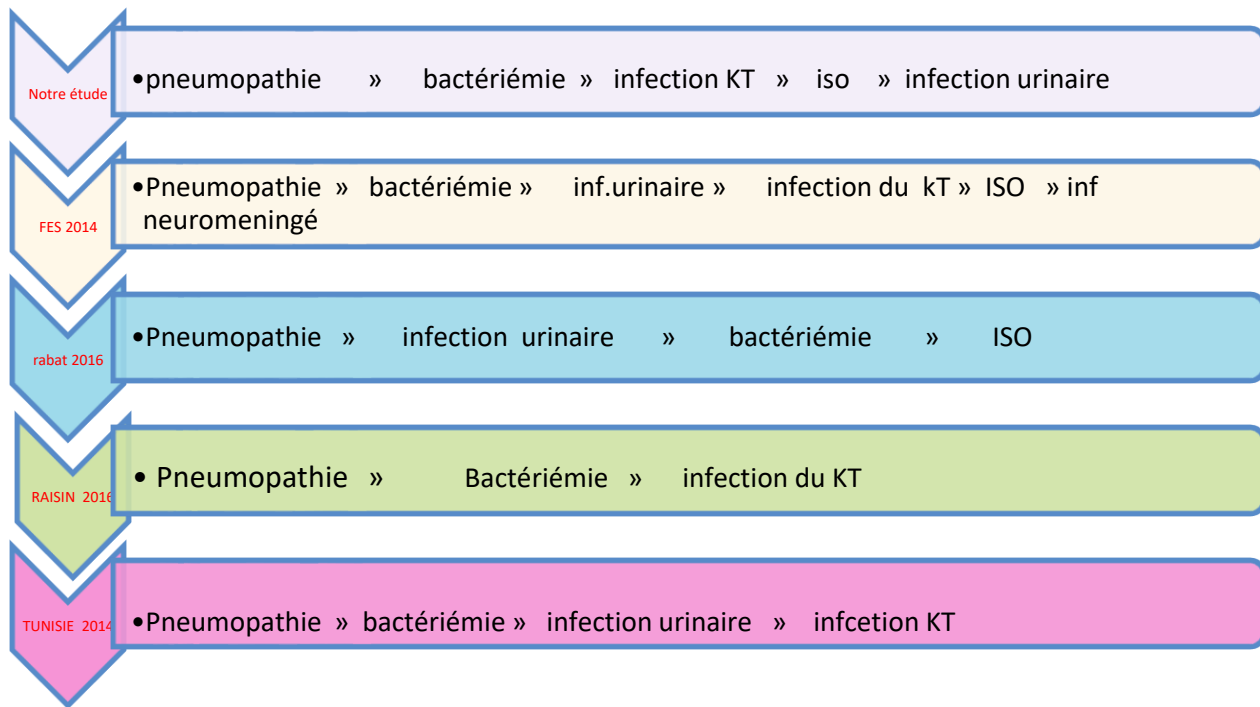 Notre étude
•pneumopathie » bactériémie » infection KT » iso » infection urinaire
FES 2014
•Pneumopathie » bactériémie » inf.urinaire » infection du kT » ISO » inf
neuromeningé
rabat 2016
•Pneumopathie » infection urinaire » bactériémie » ISO
RAISIN 2016
• Pneumopathie » Bactériémie » infection du KT
TUNISIE 2014
•Pneumopathie » bactériémie » infection urinaire » infcetion KT